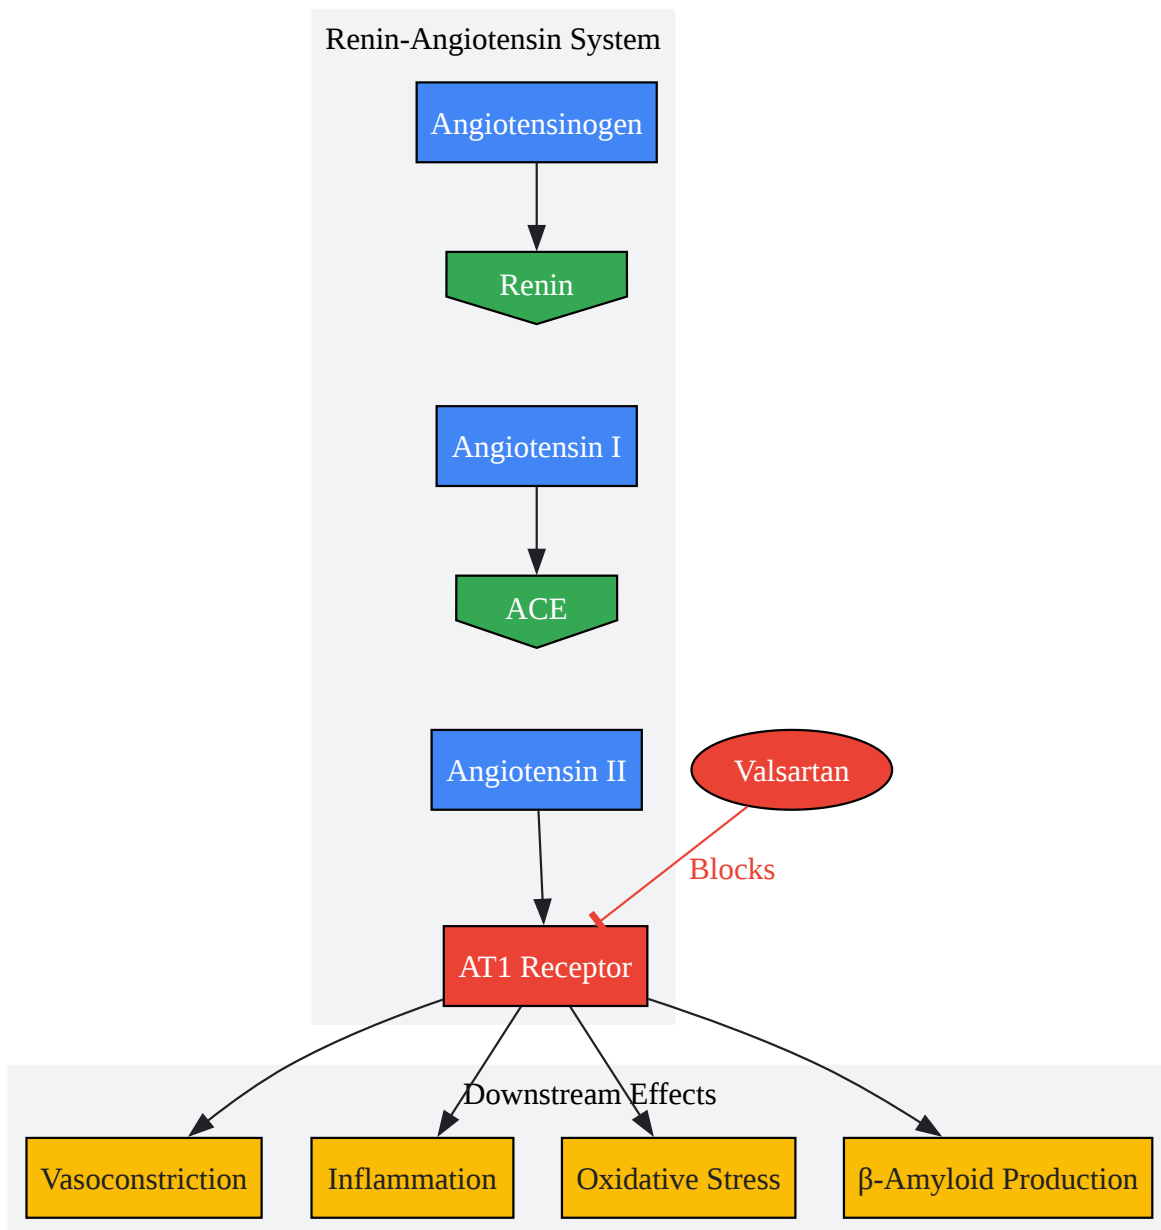 Renin-Angiotensin System
Angiotensinogen
Renin
Angiotensin I
ACE
Angiotensin II
Valsartan
Blocks
AT1 Receptor
Downstream Effects
Vasoconstriction
Inflammation
Oxidative Stress
β-Amyloid Production